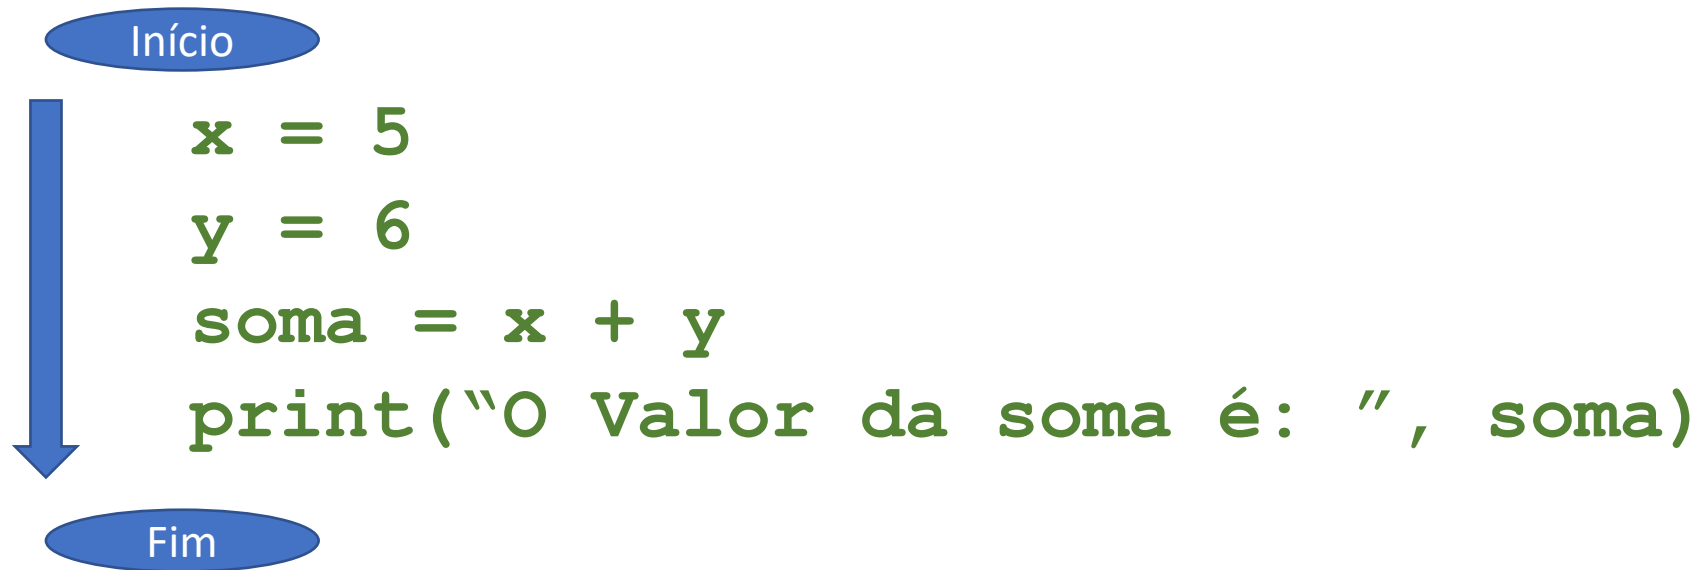 Início
x = 5
y = 6
soma = x + y
print(“O Valor da soma é: ”, soma)
Fim